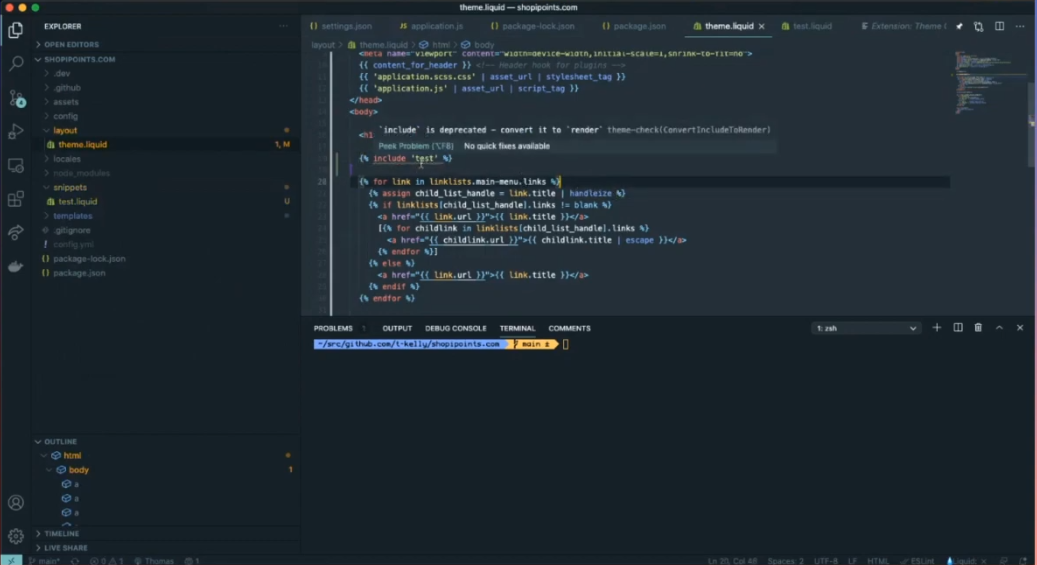 theme.liquid — shopipoints.com
EXPLORER
settings.json
application.js
package-lock.json
package.json
theme.liquid
test.liquid
Extension: Theme
OPEN EDITORS
SHOPIPOINTS.COM
.dev
.github
assets
config
layout
theme.liquid 1, M
locales
node_modules
snippets
test.liquid U
templates
.gitignore
config.yml
package-lock.json
package.json
layout > theme.liquid > html > body
<meta name="viewport" content="width=device-width,initial-scale=1,shrink-to-fit=no">
{{ content_for_header }} <!-- Header hook for plugins -->
{{ 'application.scss.css' | asset_url | stylesheet_tag }}
{{ 'application.js' | asset_url | script_tag }}
</head>
<body>
`include` is deprecated - convert it to `render` theme-check(ConvertIncludeToRender)
<h1
Peek Problem (⌥F8) No quick fixes available
{% include 'test' %}
20
{% for link in linklists.main-menu.links %}
{% assign child_list_handle = link.title | handleize %}
{% if linklists[child_list_handle].links != blank %}
<a href="{{ link.url }}">{{ link.title }}</a>
[{% for childlink in linklists[child_list_handle].links %}
<a href="{{ childlink.url }}">{{ childlink.title | escape }}</a>
{% endfor %}]
{% else %}
<a href="{{ link.url }}">{{ link.title }}</a>
{% endif %}
{% endfor %}
PROBLEMS 1 OUTPUT DEBUG CONSOLE TERMINAL COMMENTS 1: zsh
~/src/github.com/t-kelly/shopipoints.com main ±
OUTLINE
html
body 1
a
a
a
TIMELINE
LIVE SHARE
main* 0 1 Thomas 1 Ln 20, Col 46 Spaces: 2 UTF-8 LF HTML ESLint Liquid